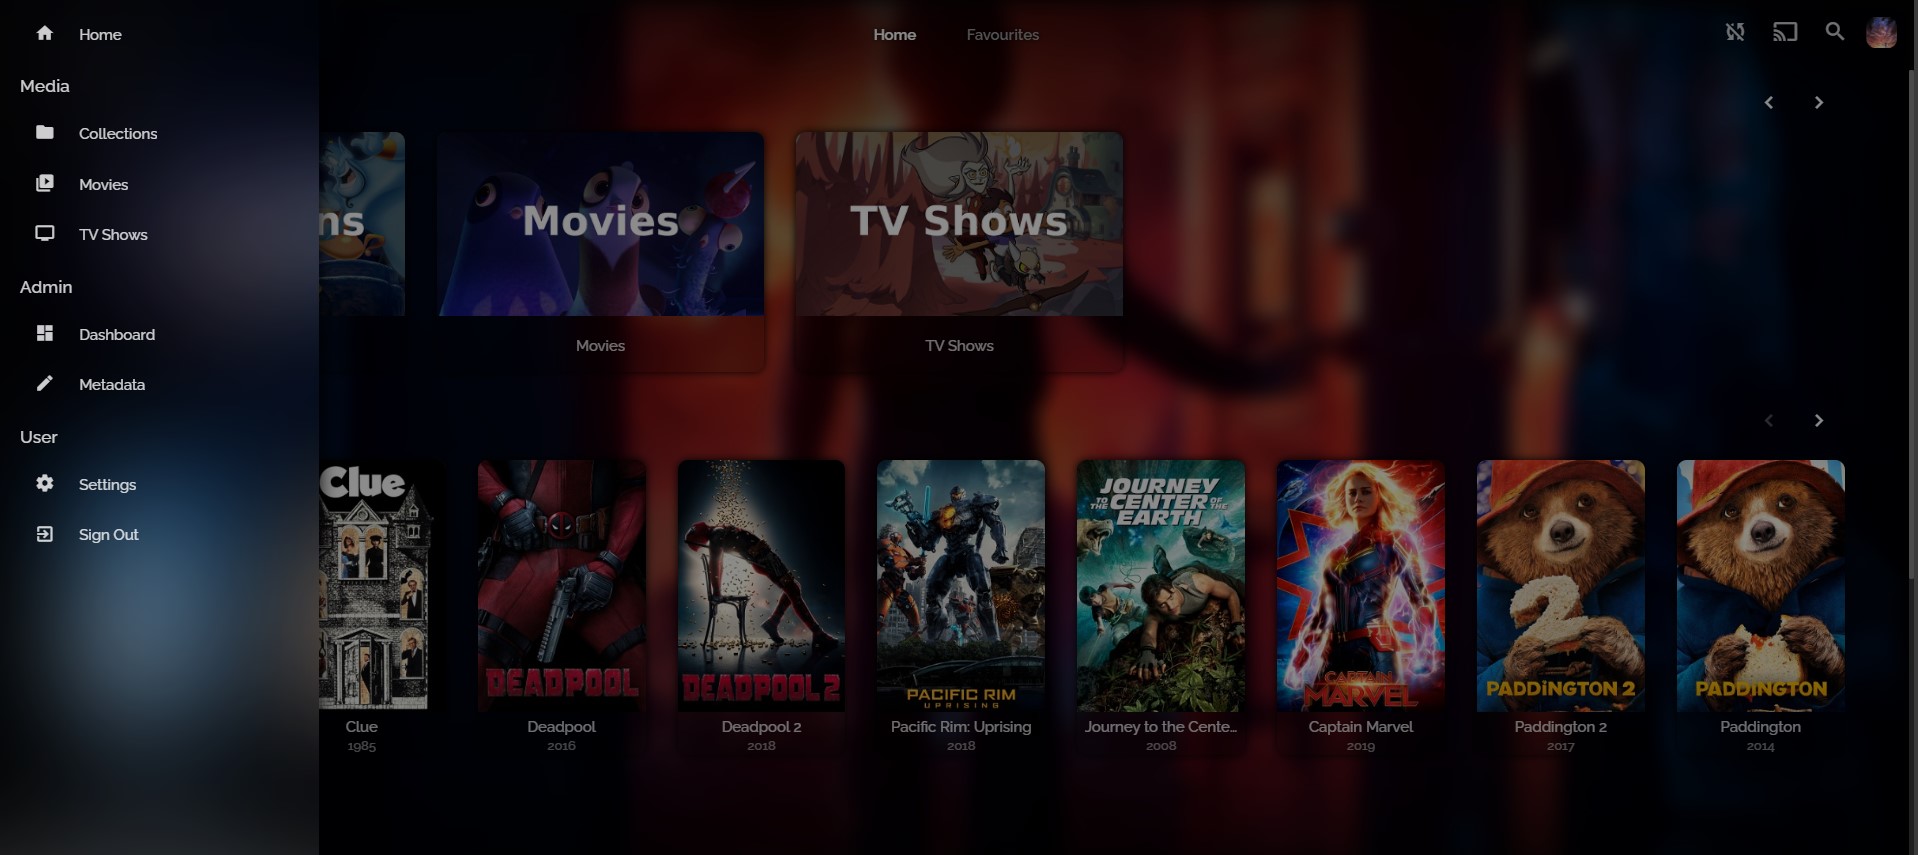 Home
Home
Favourites
Media
Collections
Movies
TV Shows
Admin
Dashboard
Metadata
User
Settings
Sign Out
ns
Movies
TV Shows
Movies
TV Shows
Clue
DEADPOOL
DEADPOOL 2
PACIFIC RIM
UPRISING
JOURNEY
TO THE CENTER OF THE
EARTH
CAPTAIN
MARVEL
2
PADDINGTON 2
PADDINGTON
Clue
1985
Deadpool
2016
Deadpool 2
2018
Pacific Rim: Uprising
2018
Journey to the Cente...
2008
Captain Marvel
2019
Paddington 2
2017
Paddington
2014